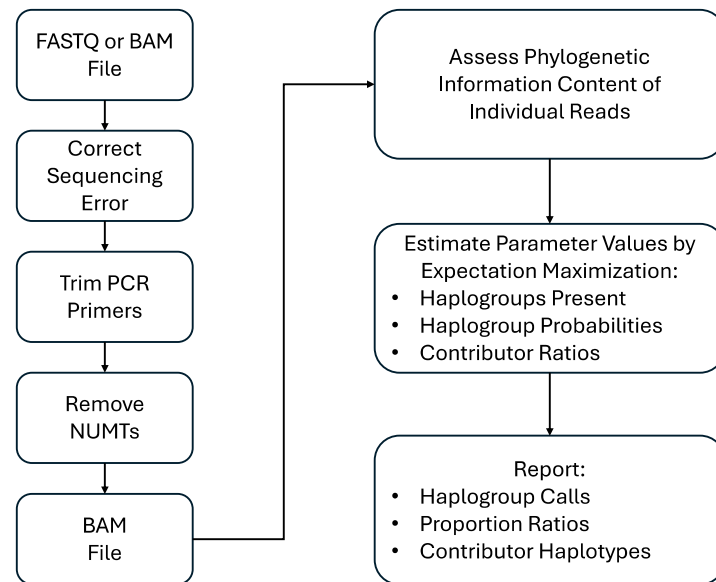 FASTQ or BAM
File
Correct
Sequencing
Error
Trim PCR
Primers
Remove
NUMTs
BAM
File
Assess Phylogenetic
Information Content of
Individual Reads
Estimate Parameter Values by
Expectation Maximization:
• Haplogroups Present
• Haplogroup Probabilities
• Contributor Ratios
Report:
• Haplogroup Calls
• Proportion Ratios
• Contributor Haplotypes